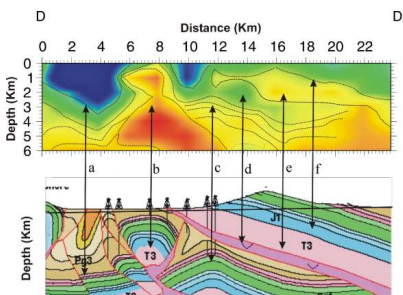 D D
Distance (Km)
0 2 4 6 8 10 12 14 16 18 20 22
Depth (Km)
0
1
2
3
4
5
6
a b c d e f
Depth (Km)
JT
T3
Pg3
T3